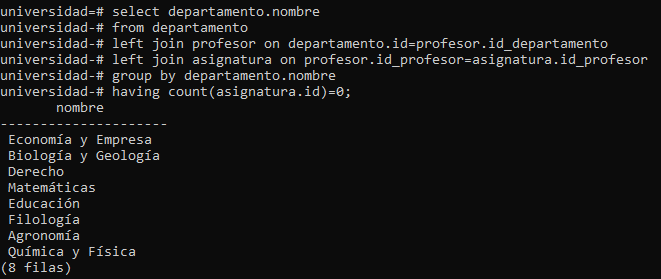 universidad=# select departamento.nombre
universidad-# from departamento
universidad-# left join profesor on departamento.id=profesor.id_departamento
universidad-# left join asignatura on profesor.id_profesor=asignatura.id_profesor
universidad-# group by departamento.nombre
universidad-# having count(asignatura.id)=0;
nombre
---------------------
Economía y Empresa
Biología y Geología
Derecho
Matemáticas
Educación
Filología
Agronomía
Química y Física
(8 filas)